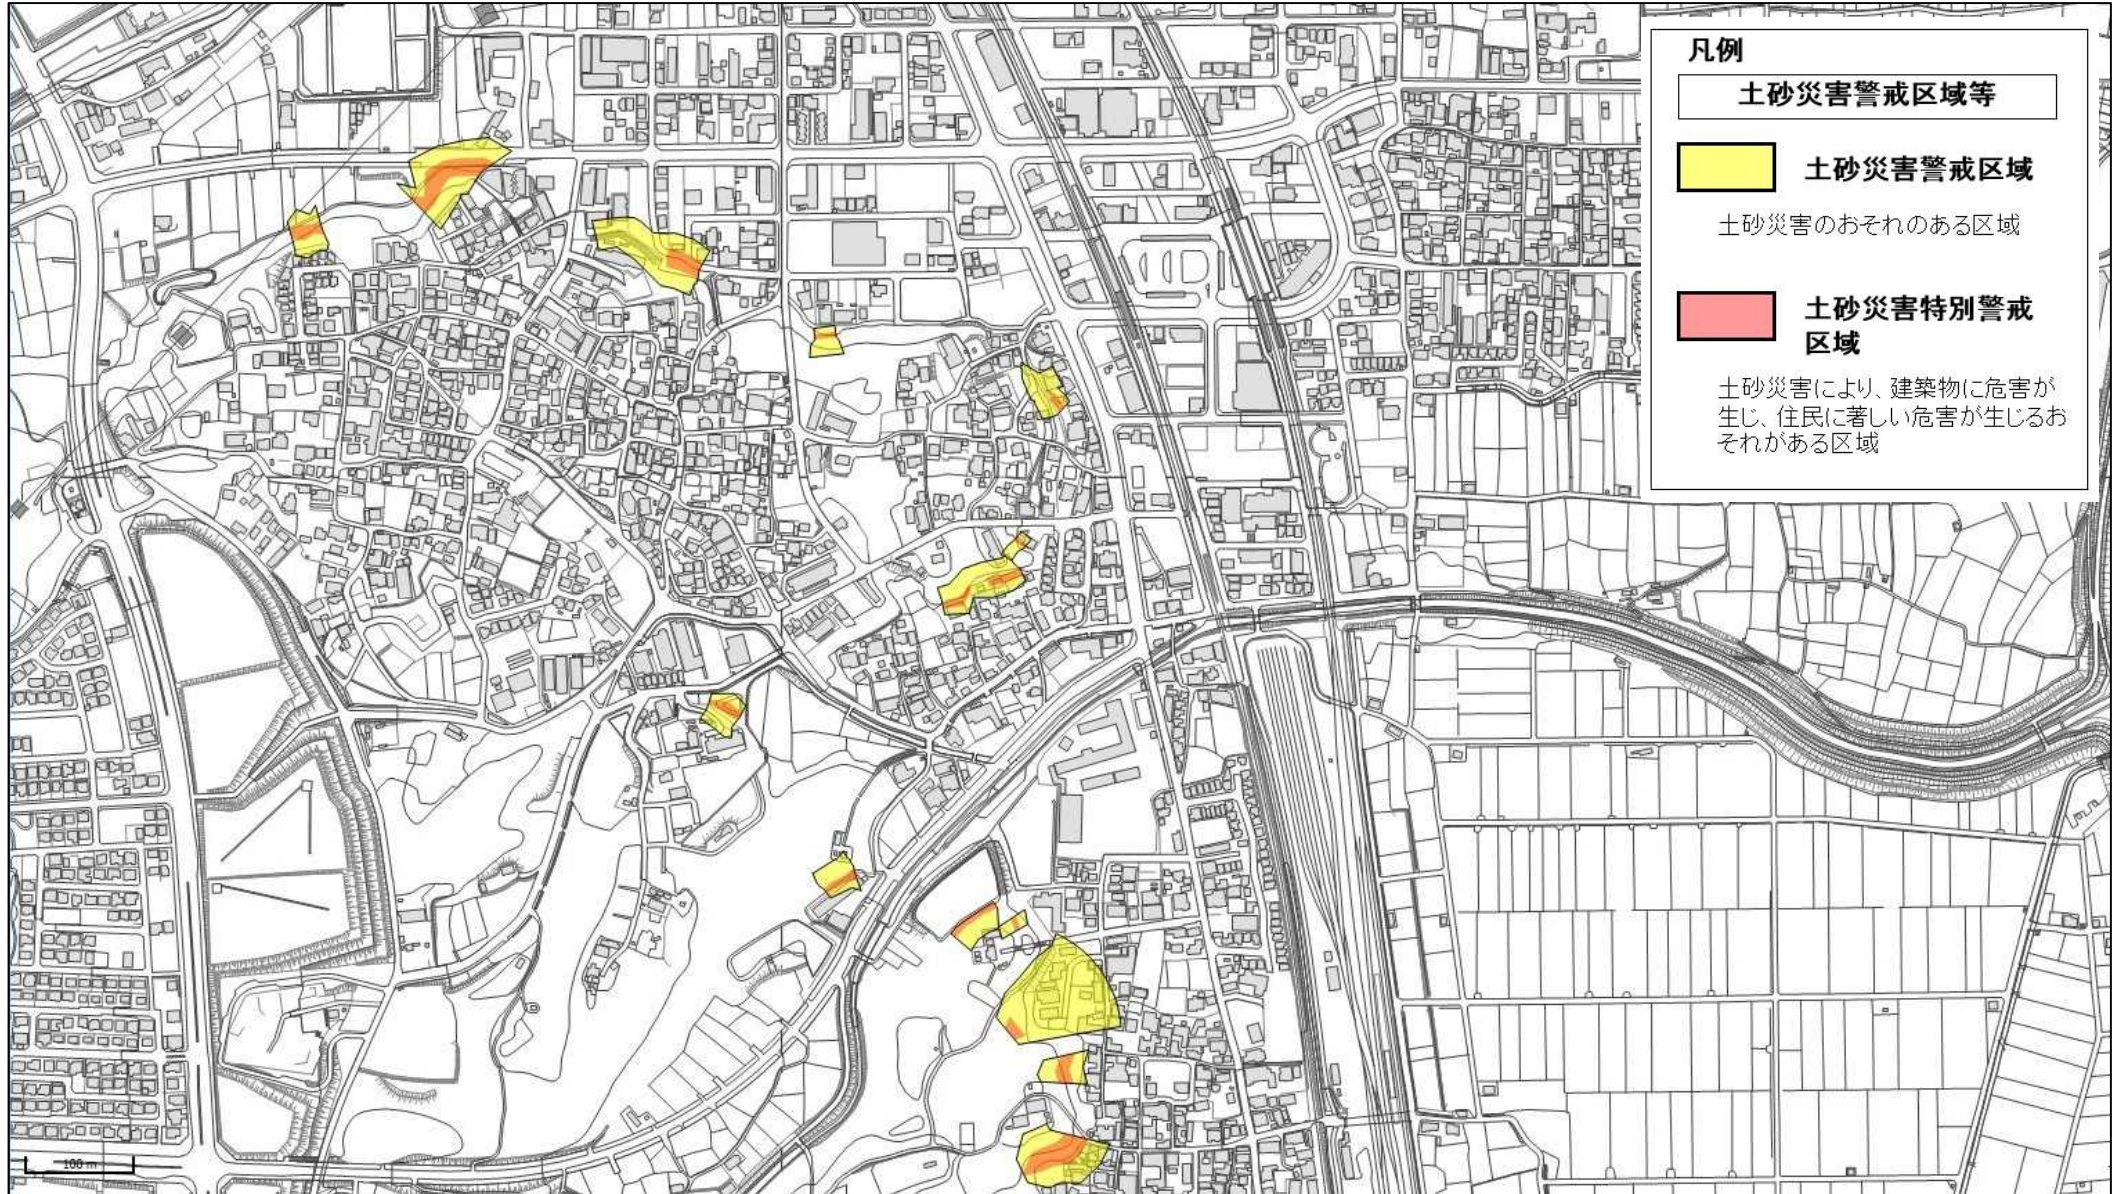 凡例
土砂災害警戒区域等
土砂災害警戒区域
土砂災害のおそれのある区域
土砂災害特別警戒
区域
土砂災害により、建築物に危害が
生じ、住民に著しい危害が生じるお
それがある区域
100 m